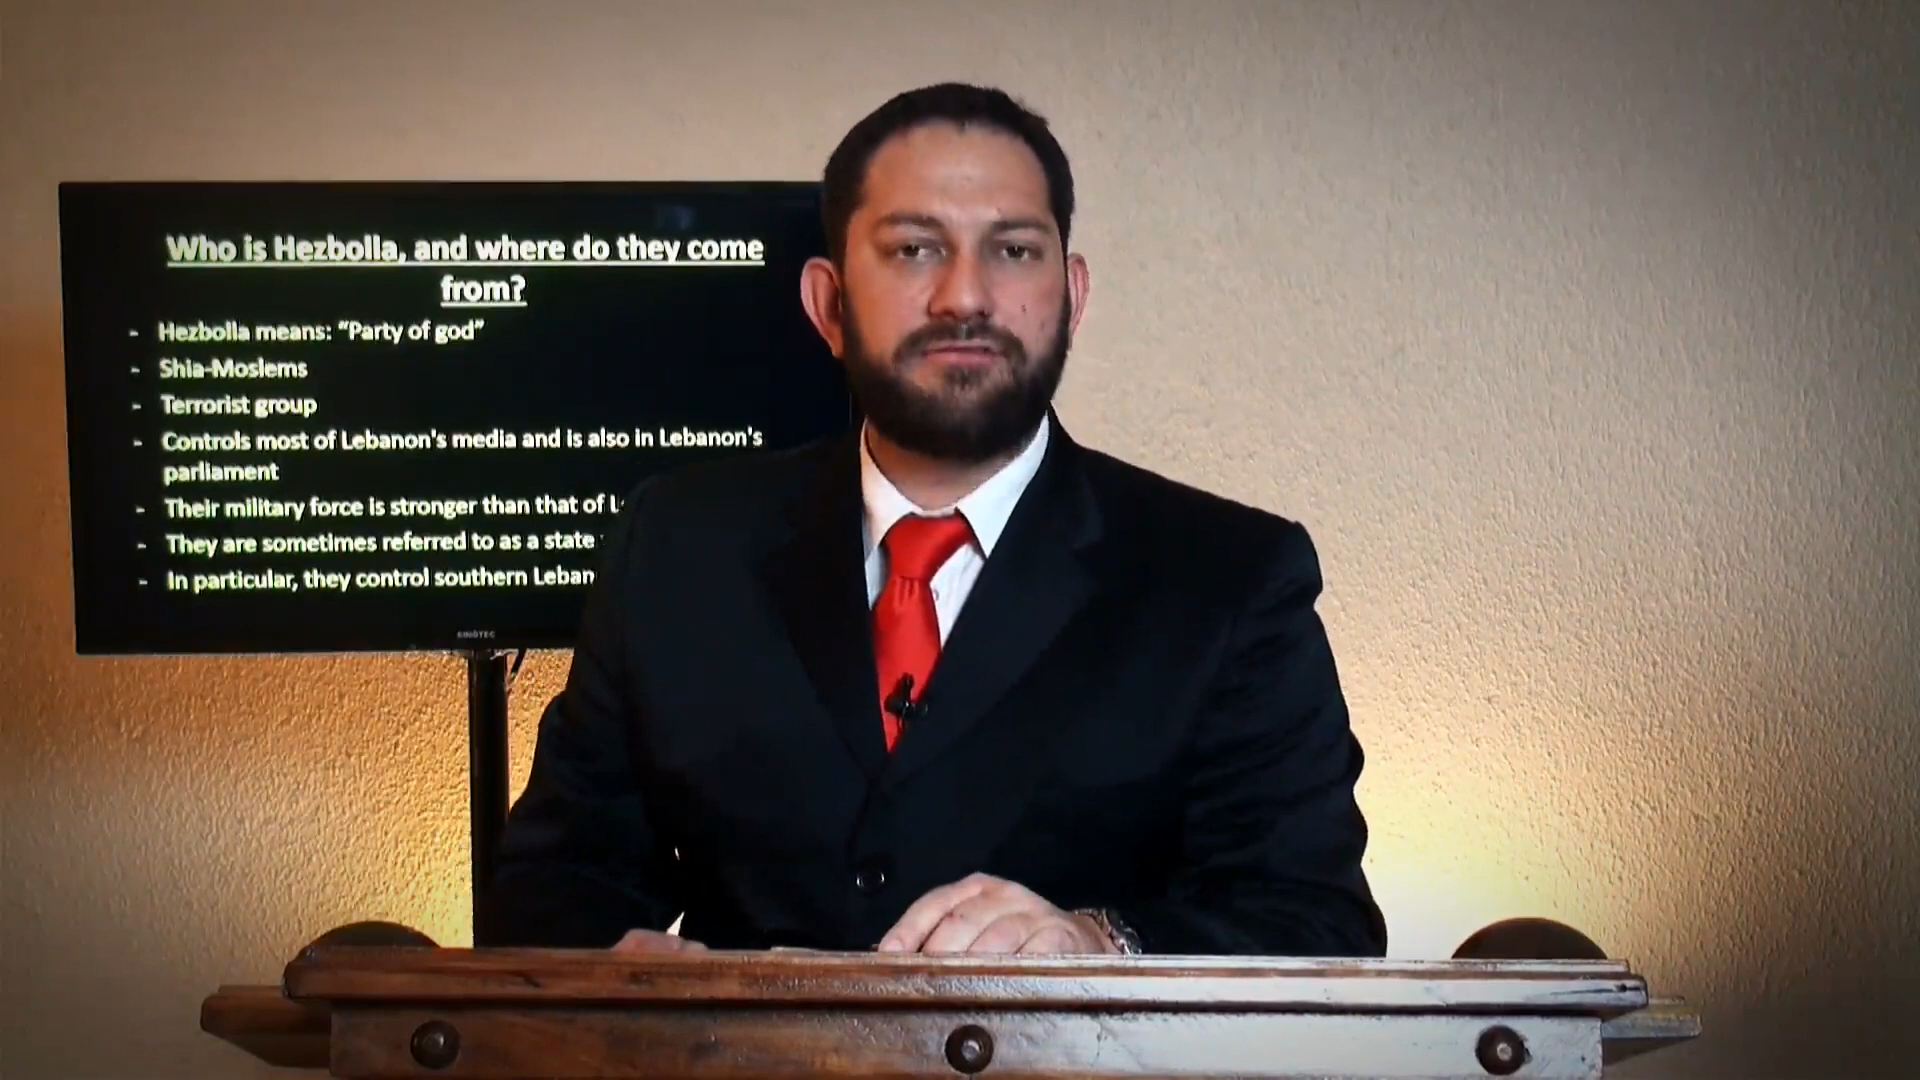 Who is Hezbolla, and where do they come
from?
- Hezbolla means: “Party of god”
- Shia-Moslems
- Terrorist group
- Controls most of Lebanon's media and is also in Lebanon's
parliament
- Their military force is stronger than that of
- They are sometimes referred to as a state
- In particular, they control southern
SINOTEC